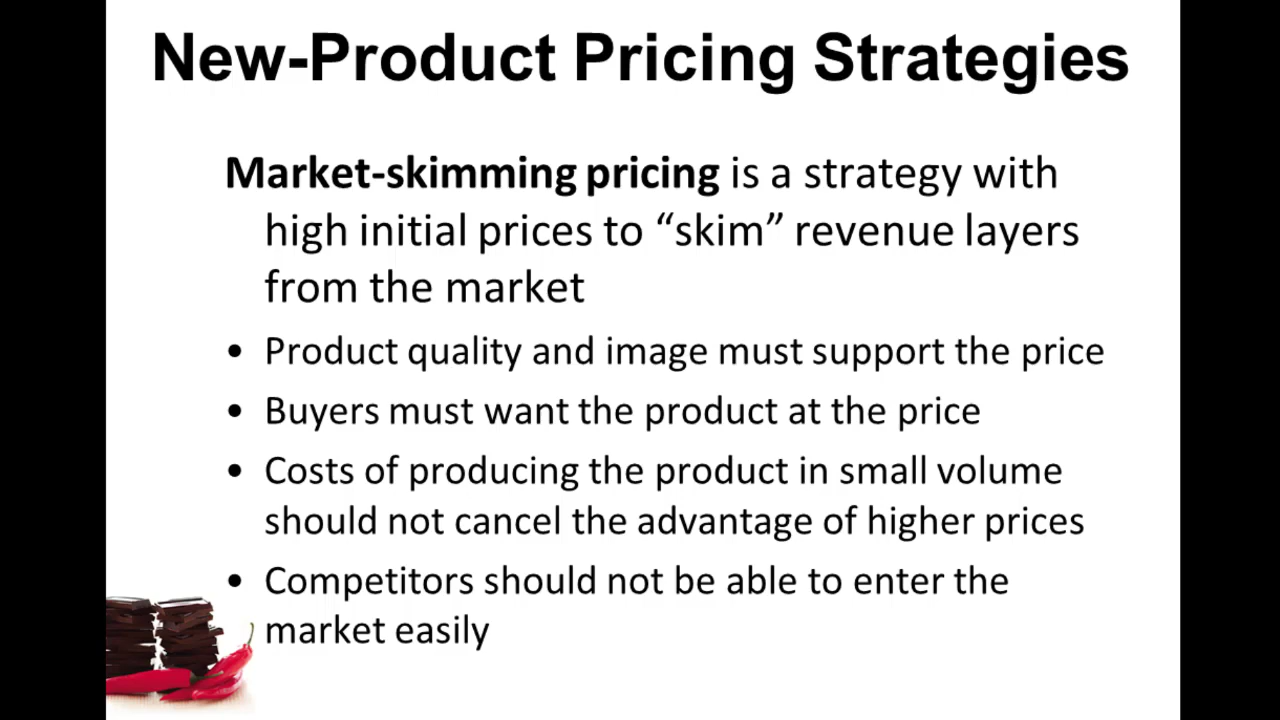 New-Product Pricing Strategies
Market-skimming pricing is a strategy with
high initial prices to “skim” revenue layers
from the market
• Product quality and image must support the price
• Buyers must want the product at the price
• Costs of producing the product in small volume
should not cancel the advantage of higher prices
• Competitors should not be able to enter the
market easily